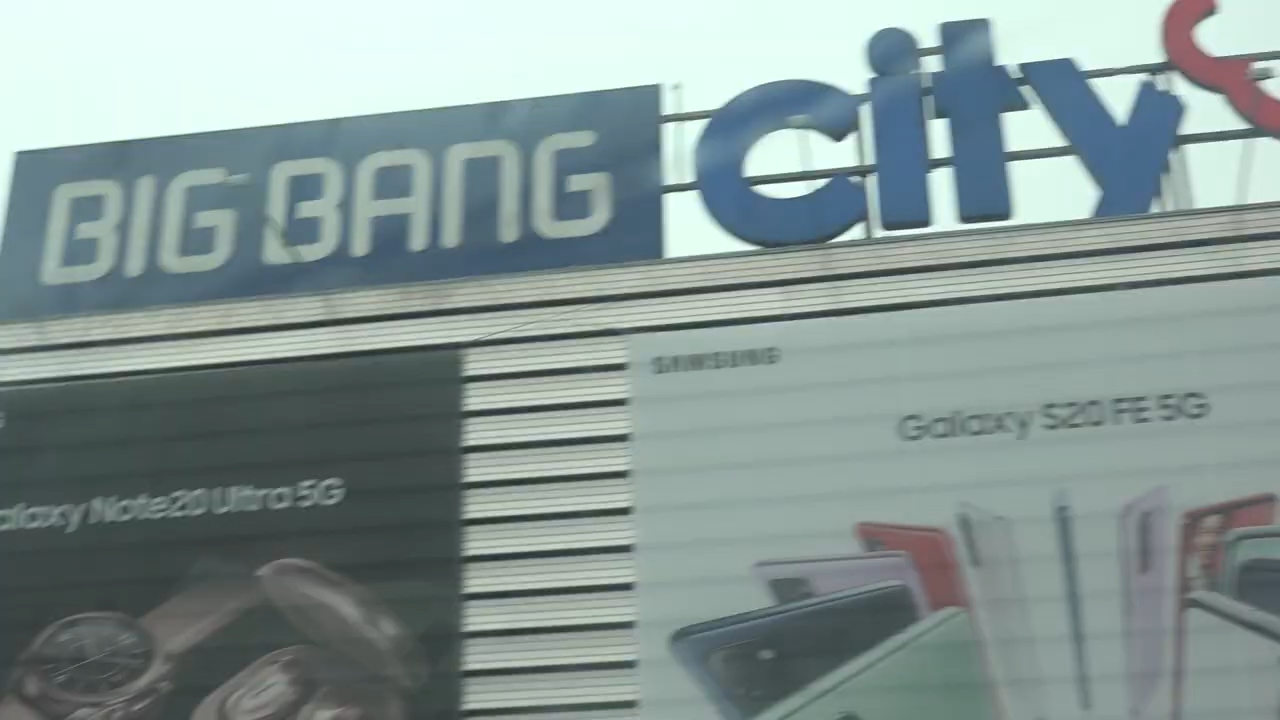 BIG BANG
city
SAMSUNG
Galaxy S20 FE 5G
alaxy Note20 Ultra 5G